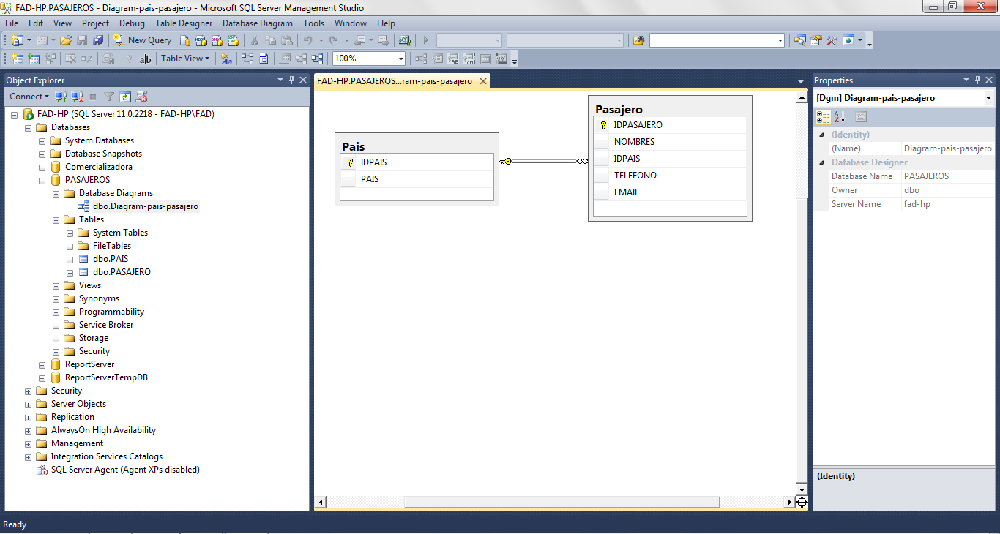 FAD-HP.PASAJEROS - Diagram-pais-pasajero - Microsoft SQL Server Management Studio
File Edit View Project Debug Table Designer Database Diagram Tools Window Help
New Query
Table View 100%
Object Explorer
Connect
FAD-HP (SQL Server 11.0.2218 - FAD-HP\FAD)
Databases
System Databases
Database Snapshots
Comercializadora
PASAJEROS
Database Diagrams
dbo.Diagram-pais-pasajero
Tables
System Tables
FileTables
dbo.PAIS
dbo.PASAJERO
Views
Synonyms
Programmability
Service Broker
Storage
Security
ReportServer
ReportServerTempDB
Security
Server Objects
Replication
AlwaysOn High Availability
Management
Integration Services Catalogs
SQL Server Agent (Agent XPs disabled)
FAD-HP.PASAJEROS...ram-pais-pasajero
Pais
IDPAIS
PAIS
Pasajero
IDPASAJERO
NOMBRES
IDPAIS
TELEFONO
EMAIL
Properties
[Dgm] Diagram-pais-pasajero
(Identity)
(Name) Diagram-pais-pasajero
Database Designer
Database Name PASAJEROS
Owner dbo
Server Name fad-hp
(Identity)
Ready